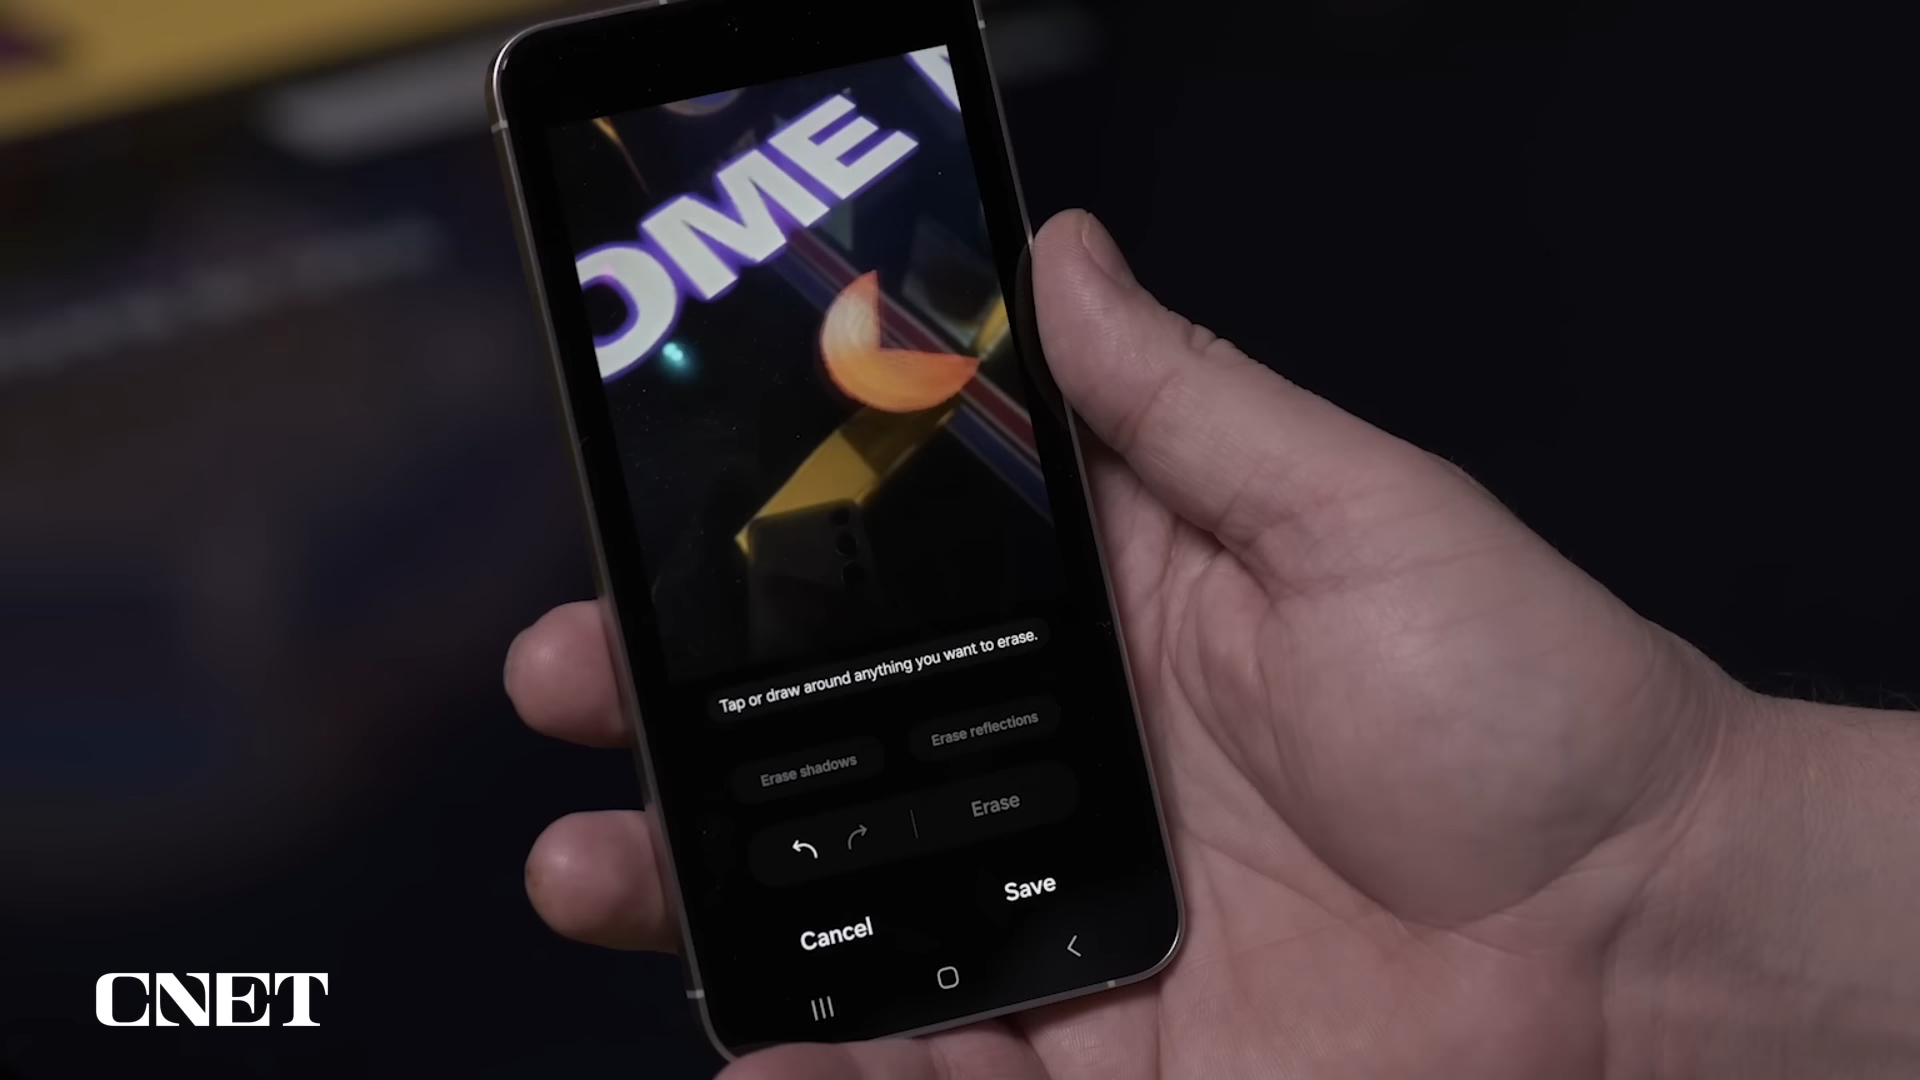 OME
Tap or draw around anything you want to erase.
Erase shadows
Erase reflections
Erase
Cancel
Save
CNET